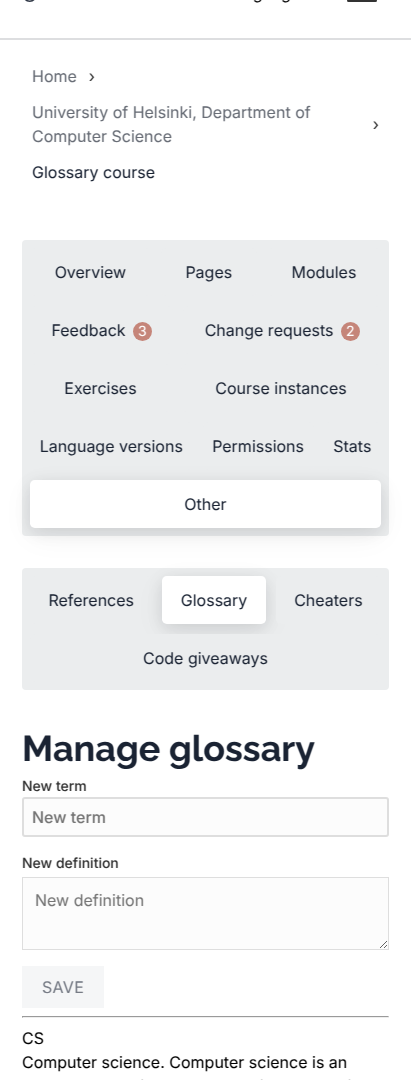 Home ›
University of Helsinki, Department of
Computer Science ›
Glossary course
Overview Pages Modules
Feedback 3 Change requests 2
Exercises Course instances
Language versions Permissions Stats
Other
References Glossary Cheaters
Code giveaways
Manage glossary
New term
New term
New definition
New definition
SAVE
CS
Computer science. Computer science is an